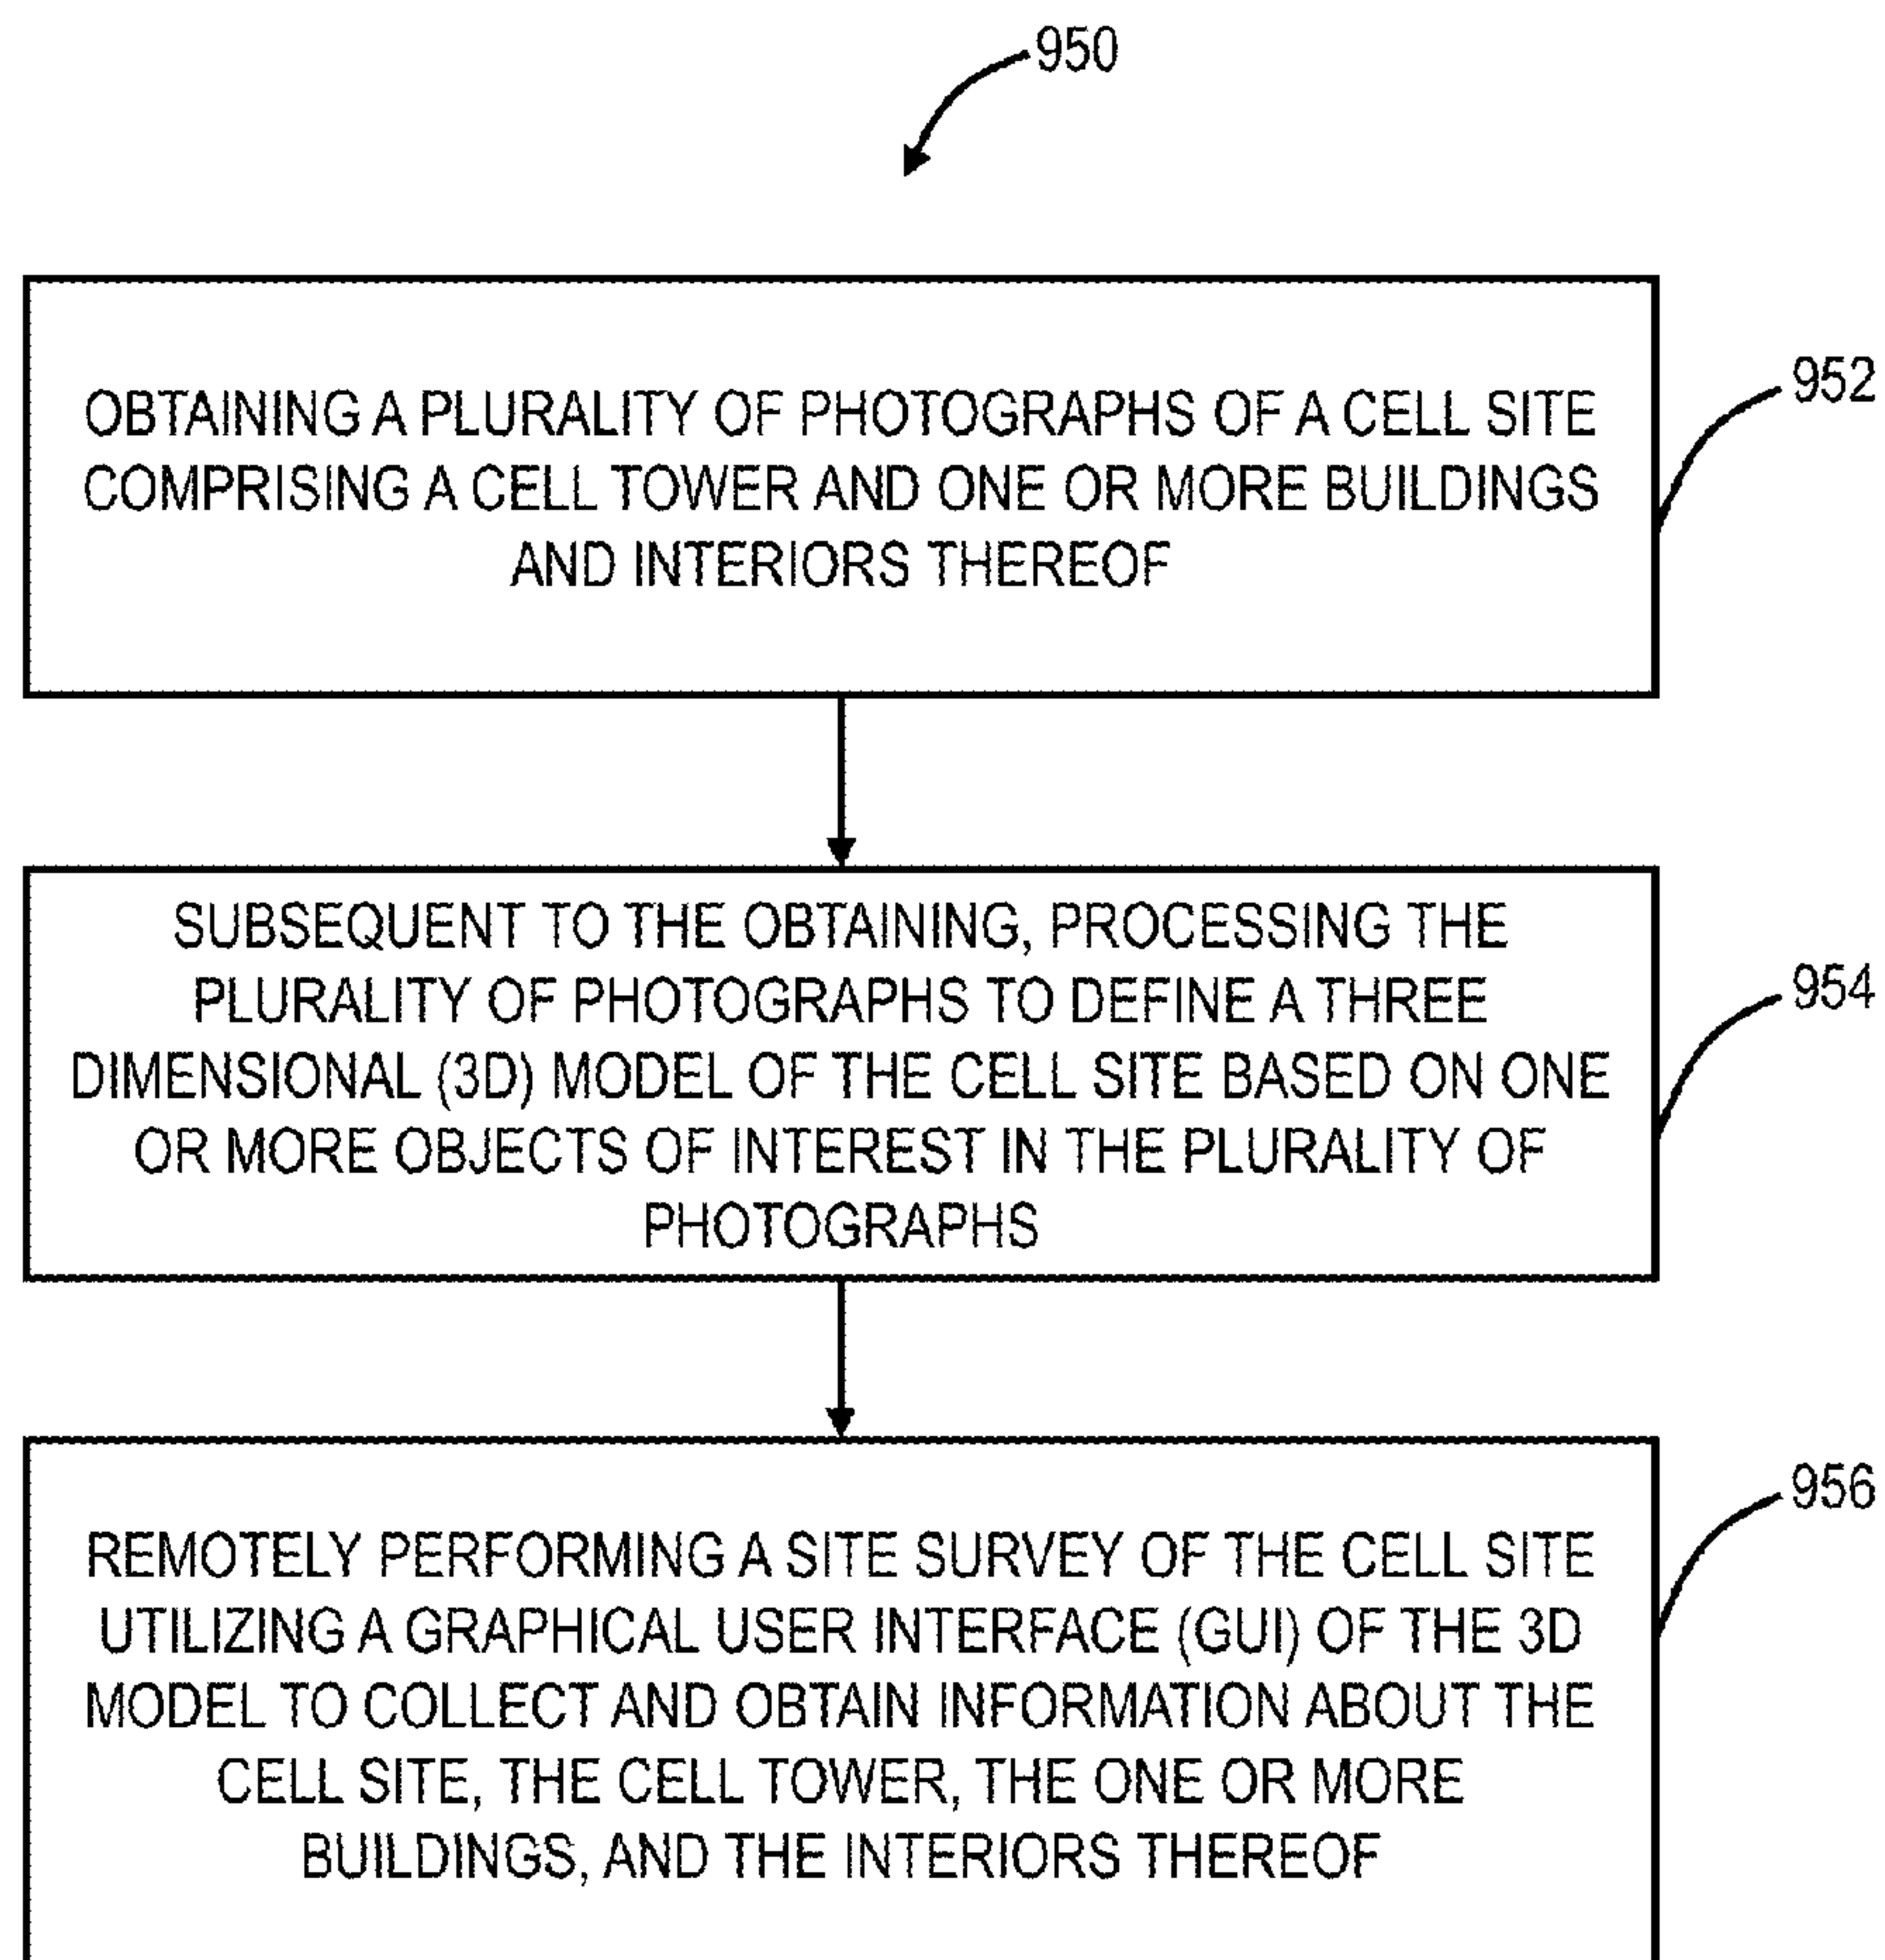 950
OBTAINING A PLURALITY OF PHOTOGRAPHS OF A CELL SITE
COMPRISING A CELL TOWER AND ONE OR MORE BUILDINGS
AND INTERIORS THEREOF
952
SUBSEQUENT TO THE OBTAINING, PROCESSING THE
PLURALITY OF PHOTOGRAPHS TO DEFINE A THREE
DIMENSIONAL (3D) MODEL OF THE CELL SITE BASED ON ONE
OR MORE OBJECTS OF INTEREST IN THE PLURALITY OF
PHOTOGRAPHS
954
REMOTELY PERFORMING A SITE SURVEY OF THE CELL SITE
UTILIZING A GRAPHICAL USER INTERFACE (GUI) OF THE 3D
MODEL TO COLLECT AND OBTAIN INFORMATION ABOUT THE
CELL SITE, THE CELL TOWER, THE ONE OR MORE
BUILDINGS, AND THE INTERIORS THEREOF
956